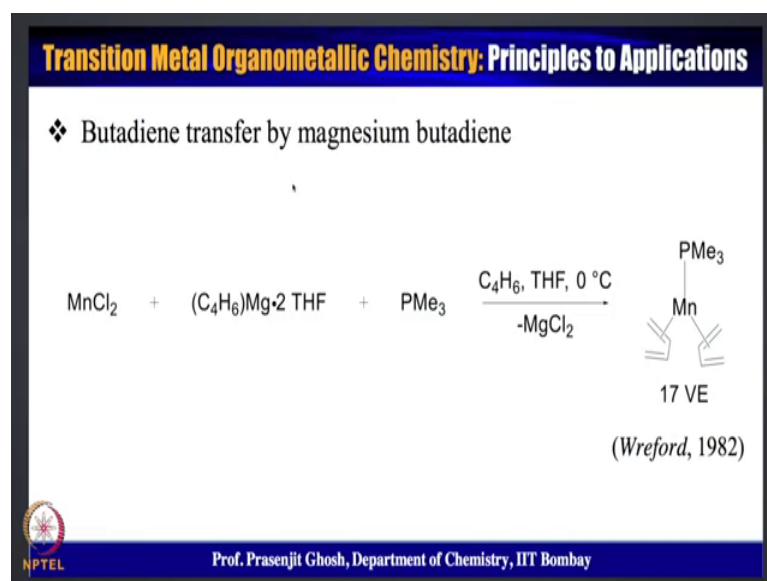 Transition Metal Organometallic Chemistry: Principles to Applications
❖ Butadiene transfer by magnesium butadiene
PMe₃
MnCl₂ + (C₄H₆)Mg•2 THF + PMe₃ C₄H₆, THF, 0 °C Mn
-MgCl₂
17 VE
(Wreford, 1982)
NPTEL
Prof. Prasenjit Ghosh, Department of Chemistry, IIT Bombay